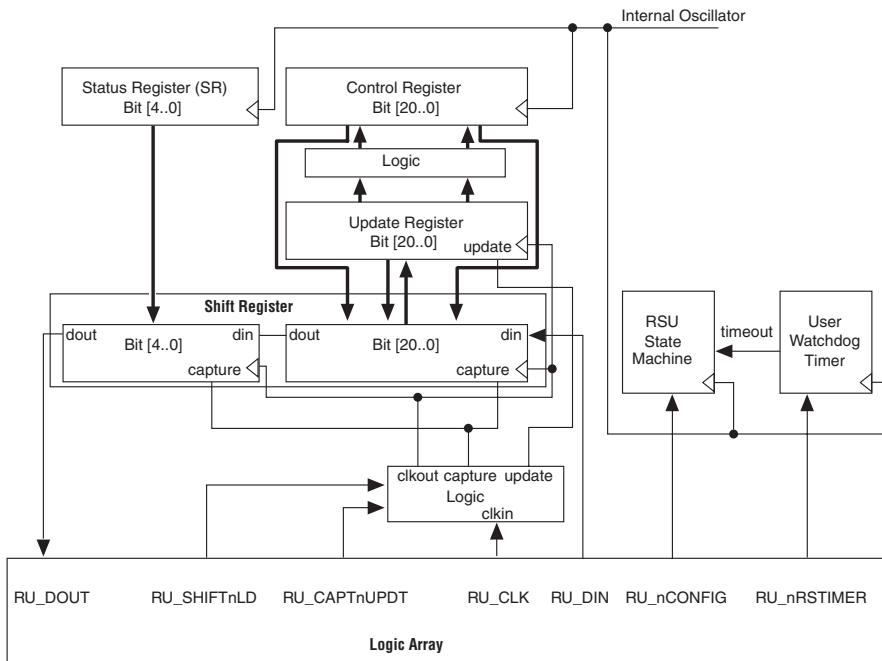 Internal Oscillator
Status Register (SR)
Bit [4..0]
Control Register
Bit [20..0]
Logic
Update Register
Bit [20..0]
update
Shift Register
dout
Bit [4..0]
din
capture
dout
Bit [20..0]
din
capture
RSU
State
Machine
timeout
User
Watchdog
Timer
clkout capture update
Logic
clkin
RU_DOUT
RU_SHIFTnLD
RU_CAPTnUPDT
RU_CLK
RU_DIN
RU_nCONFIG
RU_nRSTIMER
Logic Array